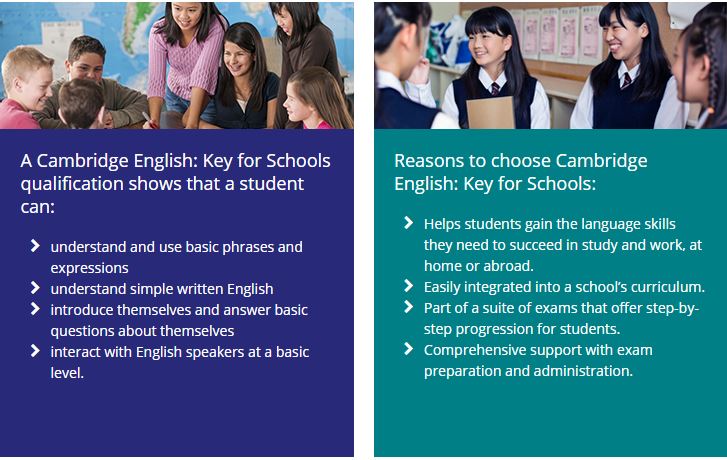 A Cambridge English: Key for Schools
qualification shows that a student
can:
understand and use basic phrases and
expressions
understand simple written English
introduce themselves and answer basic
questions about themselves
interact with English speakers at a basic
level.
Reasons to choose Cambridge
English: Key for Schools:
Helps students gain the language skills
they need to succeed in study and work, at
home or abroad.
Easily integrated into a school’s curriculum.
Part of a suite of exams that offer step-by-
step progression for students.
Comprehensive support with exam
preparation and administration.